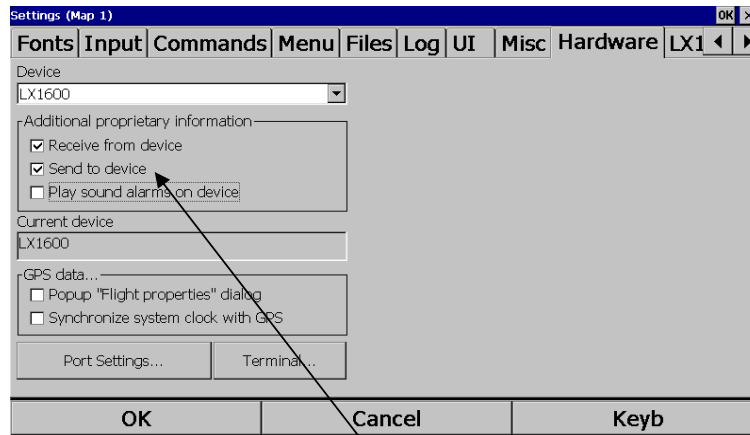 Settings (Map 1) OK ×
Fonts Input Commands Menu Files Log UI Misc Hardware LX1
Device
LX1600
Additional proprietary information
Receive from device
Send to device
Play sound alarms on device
Current device
LX1600
GPS data...
Popup "Flight properties" dialog
Synchronize system clock with GPS
Port Settings... Terminal...
OK Cancel Keyb